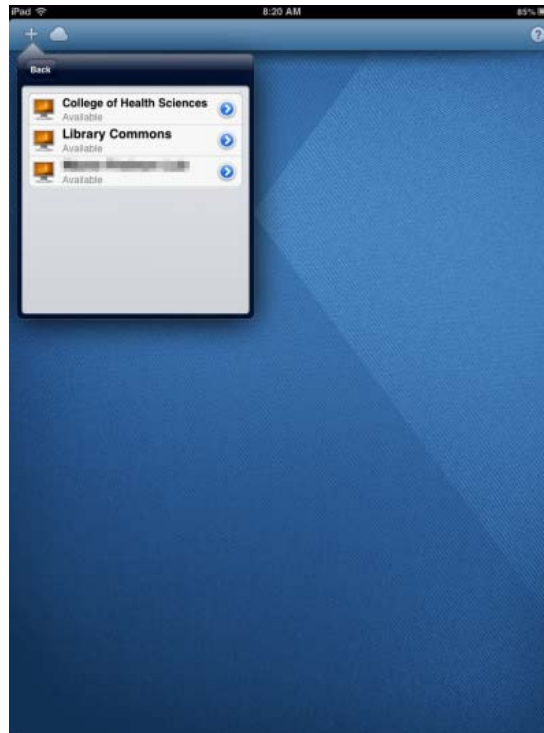 iPad 8:20 AM 85%
?
Back
College of Health Sciences
Available
Library Commons
Available
Available